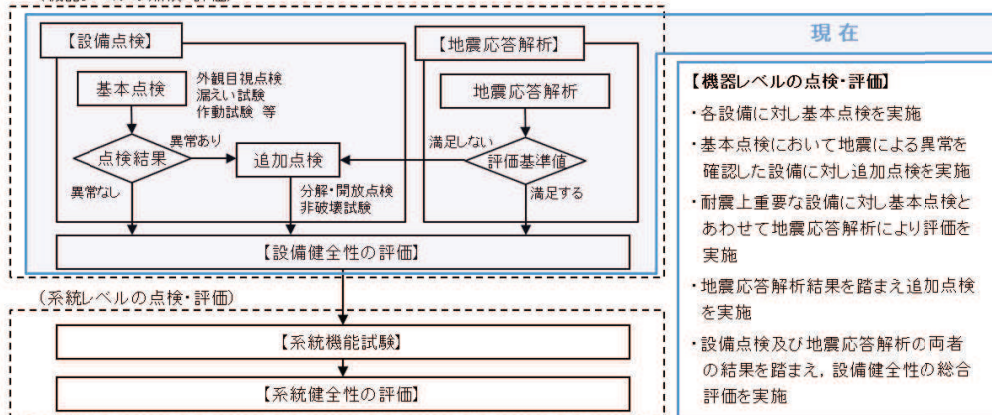 【設備点検】
基本点検
外観目視点検
漏えい試験
作動試験 等
点検結果
異常あり
異常なし
追加点検
分解・開放点検
非破壊試験
【地震応答解析】
地震応答解析
評価基準値
満足しない
満足する
【設備健全性の評価】
(系統レベルの点検・評価)
【系統機能試験】
【系統健全性の評価】
現在
【機器レベルの点検・評価】
・各設備に対し基本点検を実施
・基本点検において地震による異常を
確認した設備に対し追加点検を実施
・耐震上重要な設備に対し基本点検と
あわせて地震応答解析により評価を
実施
・地震応答解析結果を踏まえ追加点検
を実施
・設備点検及び地震応答解析の両者
の結果を踏まえ,設備健全性の総合
評価を実施